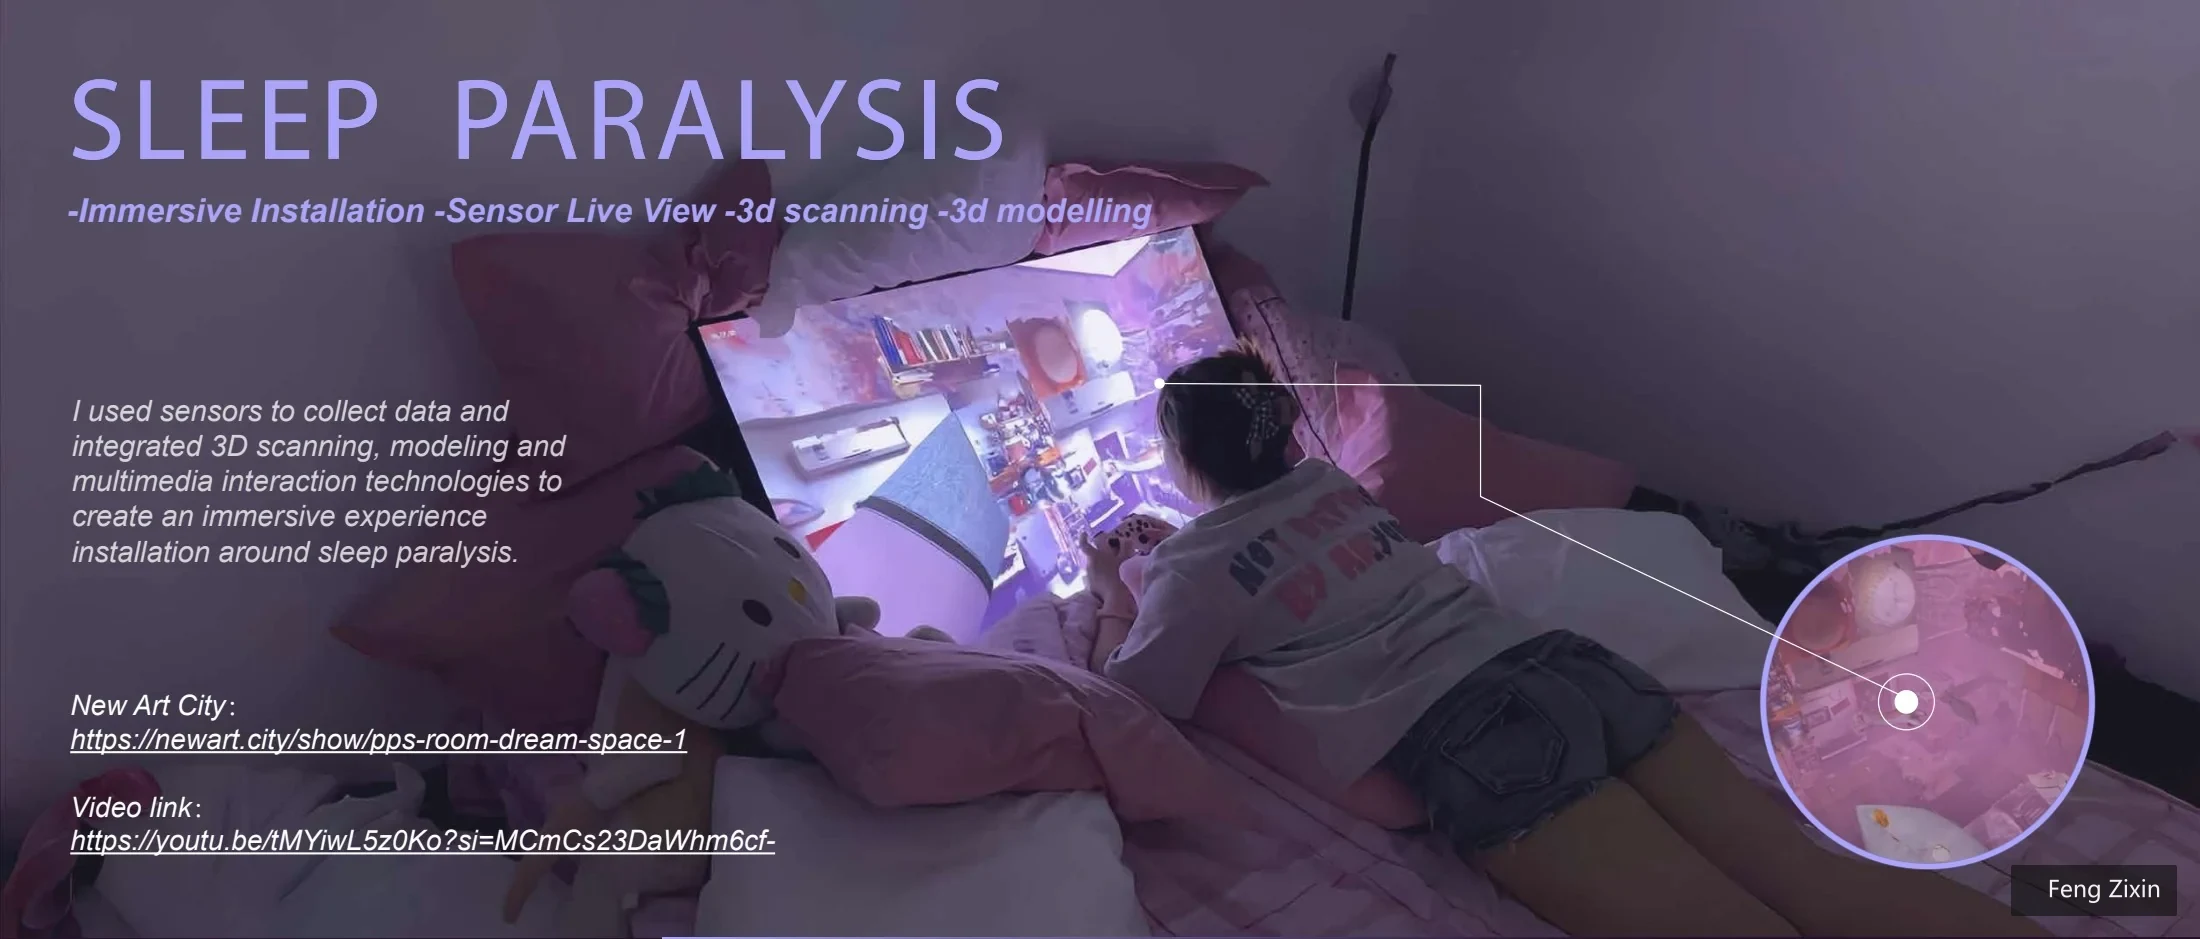 SLEEP PARALYSIS
-Immersive Installation -Sensor Live View -3d scanning -3d modelling
I used sensors to collect data and
integrated 3D scanning, modeling and
multimedia interaction technologies to
create an immersive experience
installation around sleep paralysis.
NOT
BY
New Art City：
https://newart.city/show/pps-room-dream-space-1
Video link：
https://youtu.be/tMYiwL5z0Ko?si=MCmCs23DaWhm6cf-
Feng Zixin